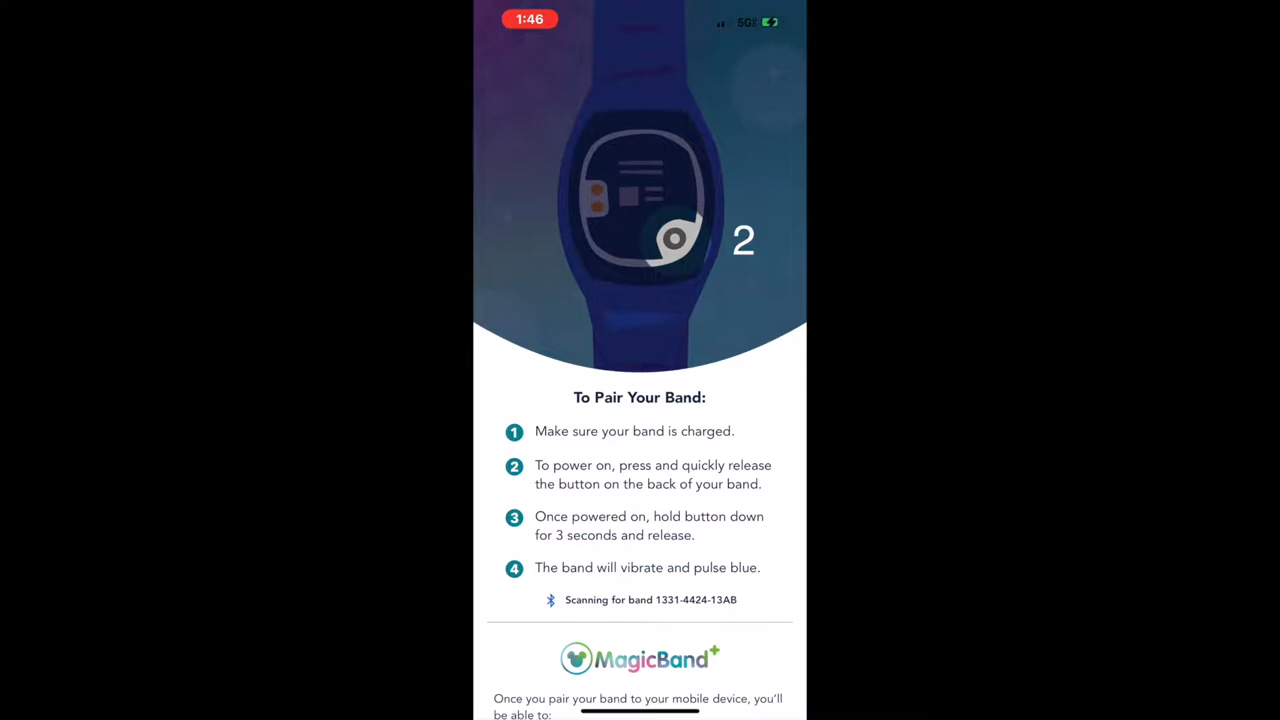 1:46
5G
2
To Pair Your Band:
1 Make sure your band is charged.
2 To power on, press and quickly release
the button on the back of your band.
3 Once powered on, hold button down
for 3 seconds and release.
4 The band will vibrate and pulse blue.
Scanning for band 1331-4424-13AB
MagicBand+
Once you pair your band to your mobile device, you'll
be able to: